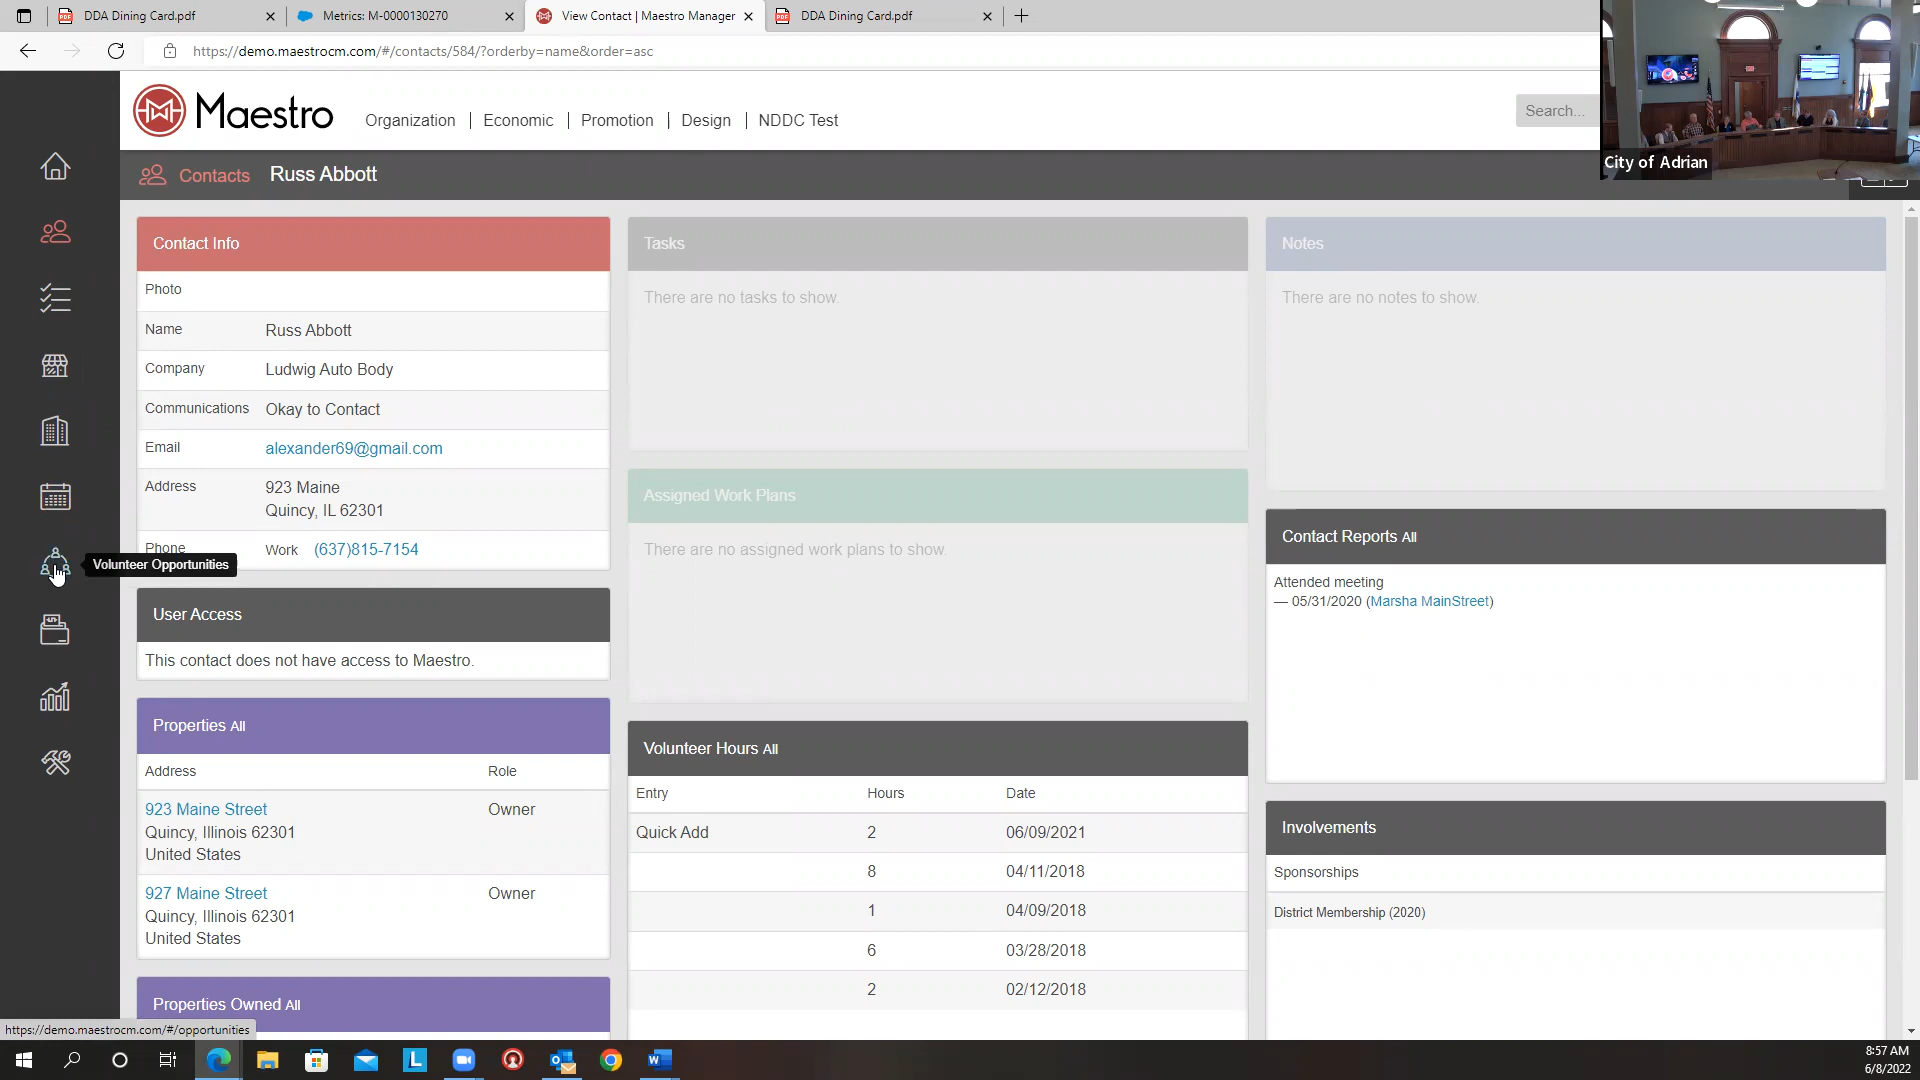 DDA Dining Card.pdf
Metrics: M-0000130270
View Contact | Maestro Manager
DDA Dining Card.pdf
https://demo.maestrocm.com/#/contacts/584/?orderby=name&order=asc
Maestro
Organization | Economic | Promotion | Design | NDDC Test
Search...
City of Adrian
Contacts Russ Abbott
Contact Info
Photo
Name Russ Abbott
Company Ludwig Auto Body
Communications Okay to Contact
Email alexander69@gmail.com
Address 923 Maine
Quincy, IL 62301
Phone Work (637)815-7154
Volunteer Opportunities
User Access
This contact does not have access to Maestro.
Properties All
Address Role
923 Maine Street Owner
Quincy, Illinois 62301
United States
927 Maine Street Owner
Quincy, Illinois 62301
United States
Properties Owned All
Tasks
There are no tasks to show.
Assigned Work Plans
There are no assigned work plans to show.
Volunteer Hours All
Entry Hours Date
Quick Add 2 06/09/2021
8 04/11/2018
1 04/09/2018
6 03/28/2018
2 02/12/2018
Notes
There are no notes to show.
Contact Reports All
Attended meeting
— 05/31/2020 (Marsha MainStreet)
Involvements
Sponsorships
District Membership (2020)
https://demo.maestrocm.com/#/opportunities
8:57 AM
6/8/2022